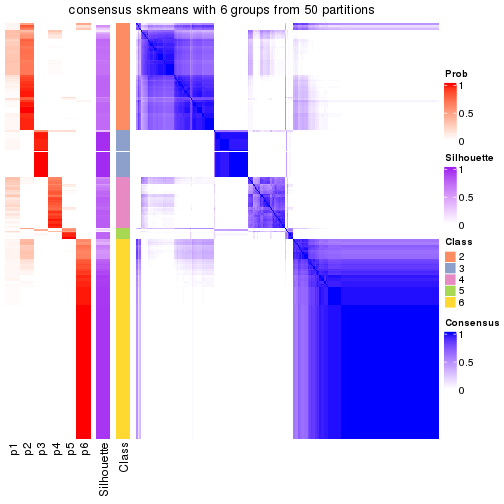 consensus skmeans with 6 groups from 50 partitions
Prob
1
0.5
0
Silhouette
1
0.5
0
Class
2
3
4
5
6
Consensus
1
0.5
0
p1
p2
p3
p4
p5
p6
Silhouette
Class